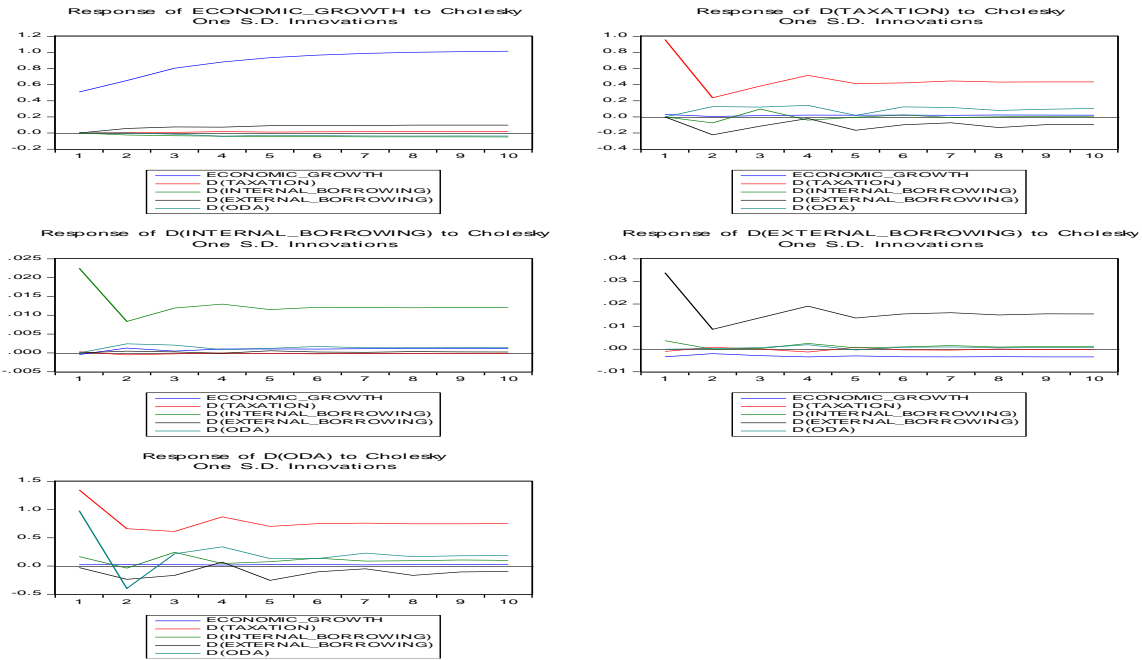 Response of ECONOMIC_GROWTH to Cholesky
One S.D. Innovations
1.2
1.0
0.8
0.6
0.4
0.2
0.0
-0.2
1 2 3 4 5 6 7 8 9 10
ECONOMIC_GROWTH
D(TAXATION)
D(INTERNAL_BORROWING)
D(EXTERNAL_BORROWING)
D(ODA)
Response of D(TAXATION) to Cholesky
One S.D. Innovations
1.0
0.8
0.6
0.4
0.2
0.0
-0.2
-0.4
1 2 3 4 5 6 7 8 9 10
ECONOMIC_GROWTH
D(TAXATION)
D(INTERNAL_BORROWING)
D(EXTERNAL_BORROWING)
D(ODA)
Response of D(INTERNAL_BORROWING) to Cholesky
One S.D. Innovations
.025
.020
.015
.010
.005
.000
-.005
1 2 3 4 5 6 7 8 9 10
ECONOMIC_GROWTH
D(TAXATION)
D(INTERNAL_BORROWING)
D(EXTERNAL_BORROWING)
D(ODA)
Response of D(EXTERNAL_BORROWING) to Cholesky
One S.D. Innovations
.04
.03
.02
.01
.00
-.01
1 2 3 4 5 6 7 8 9 10
ECONOMIC_GROWTH
D(TAXATION)
D(INTERNAL_BORROWING)
D(EXTERNAL_BORROWING)
D(ODA)
Response of D(ODA) to Cholesky
One S.D. Innovations
1.5
1.0
0.5
0.0
-0.5
1 2 3 4 5 6 7 8 9 10
ECONOMIC_GROWTH
D(TAXATION)
D(INTERNAL_BORROWING)
D(EXTERNAL_BORROWING)
D(ODA)